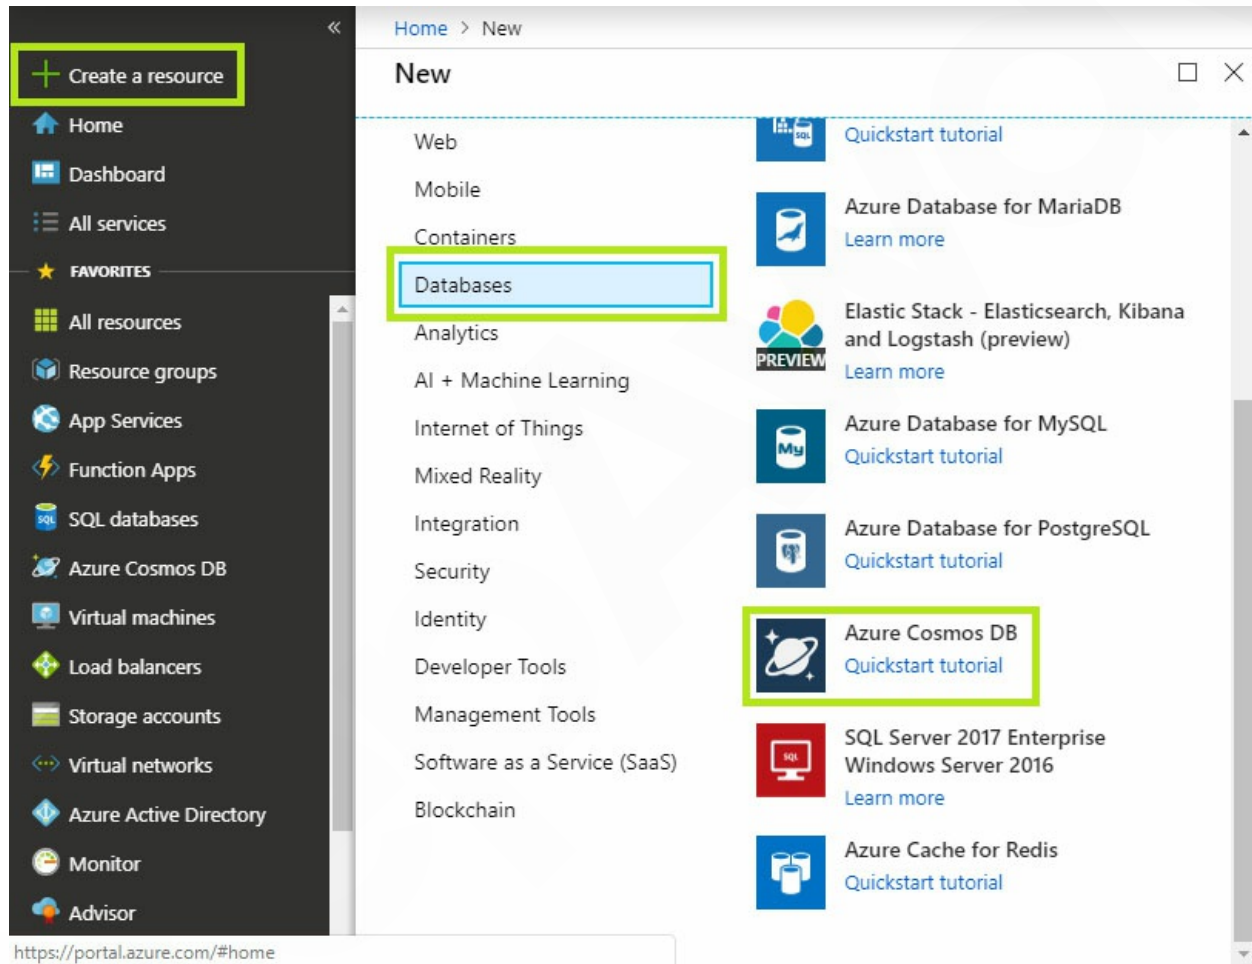 «
Create a resource
Home
Dashboard
All services
FAVORITES
All resources
Resource groups
App Services
Function Apps
SQL
SQL databases
Azure Cosmos DB
Virtual machines
Load balancers
Storage accounts
Virtual networks
Azure Active Directory
Monitor
Advisor
https://portal.azure.com/#home
Home > New
New
Web
Mobile
Containers
Databases
Analytics
AI + Machine Learning
Internet of Things
Mixed Reality
Integration
Security
Identity
Developer Tools
Management Tools
Software as a Service (SaaS)
Blockchain
SQL
Quickstart tutorial
Azure Database for MariaDB
Learn more
PREVIEW
Elastic Stack - Elasticsearch, Kibana
and Logstash (preview)
Learn more
My
Azure Database for MySQL
Quickstart tutorial
Azure Database for PostgreSQL
Quickstart tutorial
Azure Cosmos DB
Quickstart tutorial
SQL
SQL Server 2017 Enterprise
Windows Server 2016
Learn more
Azure Cache for Redis
Quickstart tutorial